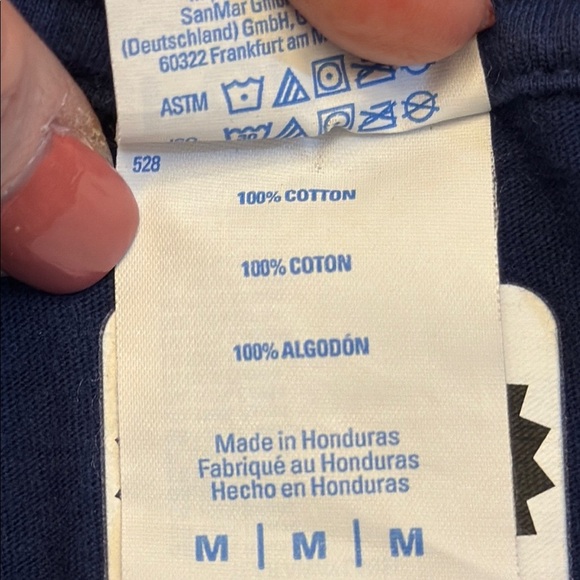 SanMar
(Deutschland) GmbH,
60322 Frankfurt am
ASTM
528
100% COTTON
100% COTON
100% ALGODÓN
Made in Honduras
Fabriqué au Honduras
Hecho en Honduras
M | M | M